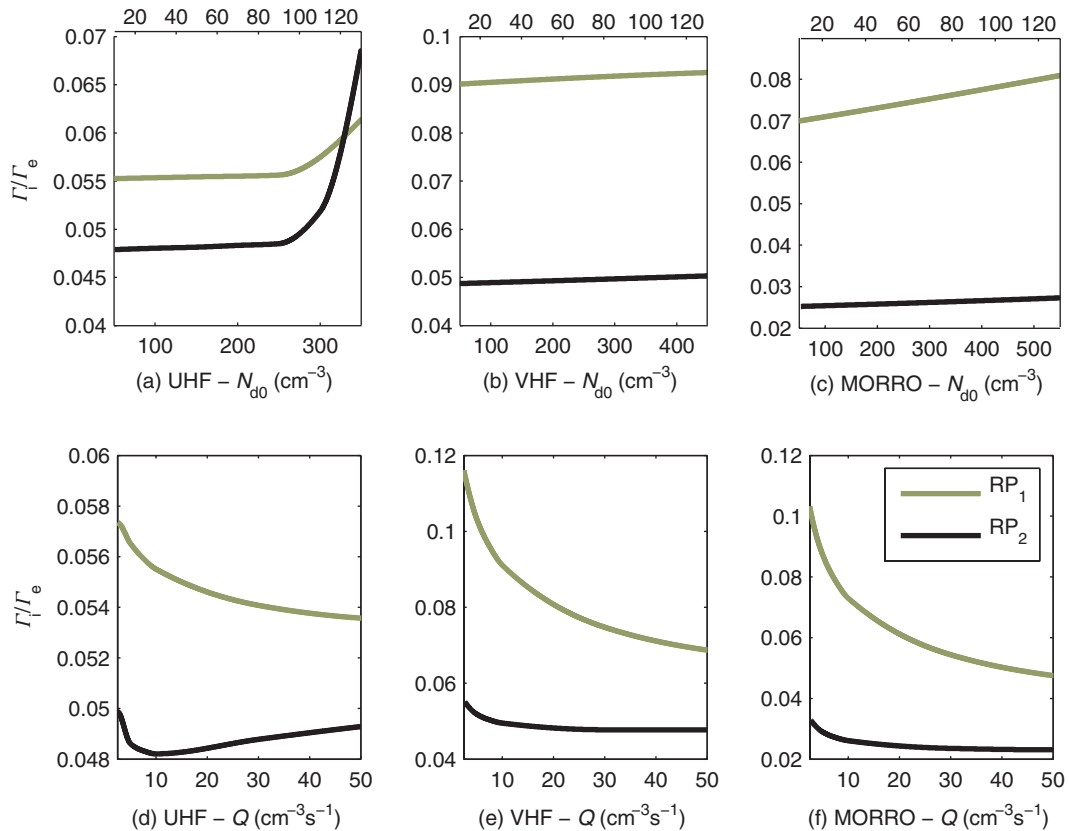 20 40 60 80 100 120
20 40 60 80 100 120
20 40 60 80 100 120
0.07
0.065
0.06
0.055
0.05
0.045
0.04
Γi/Γe
100 200 300
(a) UHF – Nd0 (cm−3)
0.1
0.09
0.08
0.07
0.06
0.05
0.04
100 200 300 400
(b) VHF – Nd0 (cm−3)
0.08
0.07
0.06
0.05
0.04
0.03
0.02
100 200 300 400 500
(c) MORRO – Nd0 (cm−3)
0.06
0.058
0.056
0.054
0.052
0.05
0.048
Γi/Γe
10 20 30 40 50
(d) UHF – Q (cm−3s−1)
0.12
0.1
0.08
0.06
0.04
10 20 30 40 50
(e) VHF – Q (cm−3s−1)
0.12
0.1
0.08
0.06
0.04
0.02
RP1
RP2
10 20 30 40 50
(f) MORRO – Q (cm−3s−1)